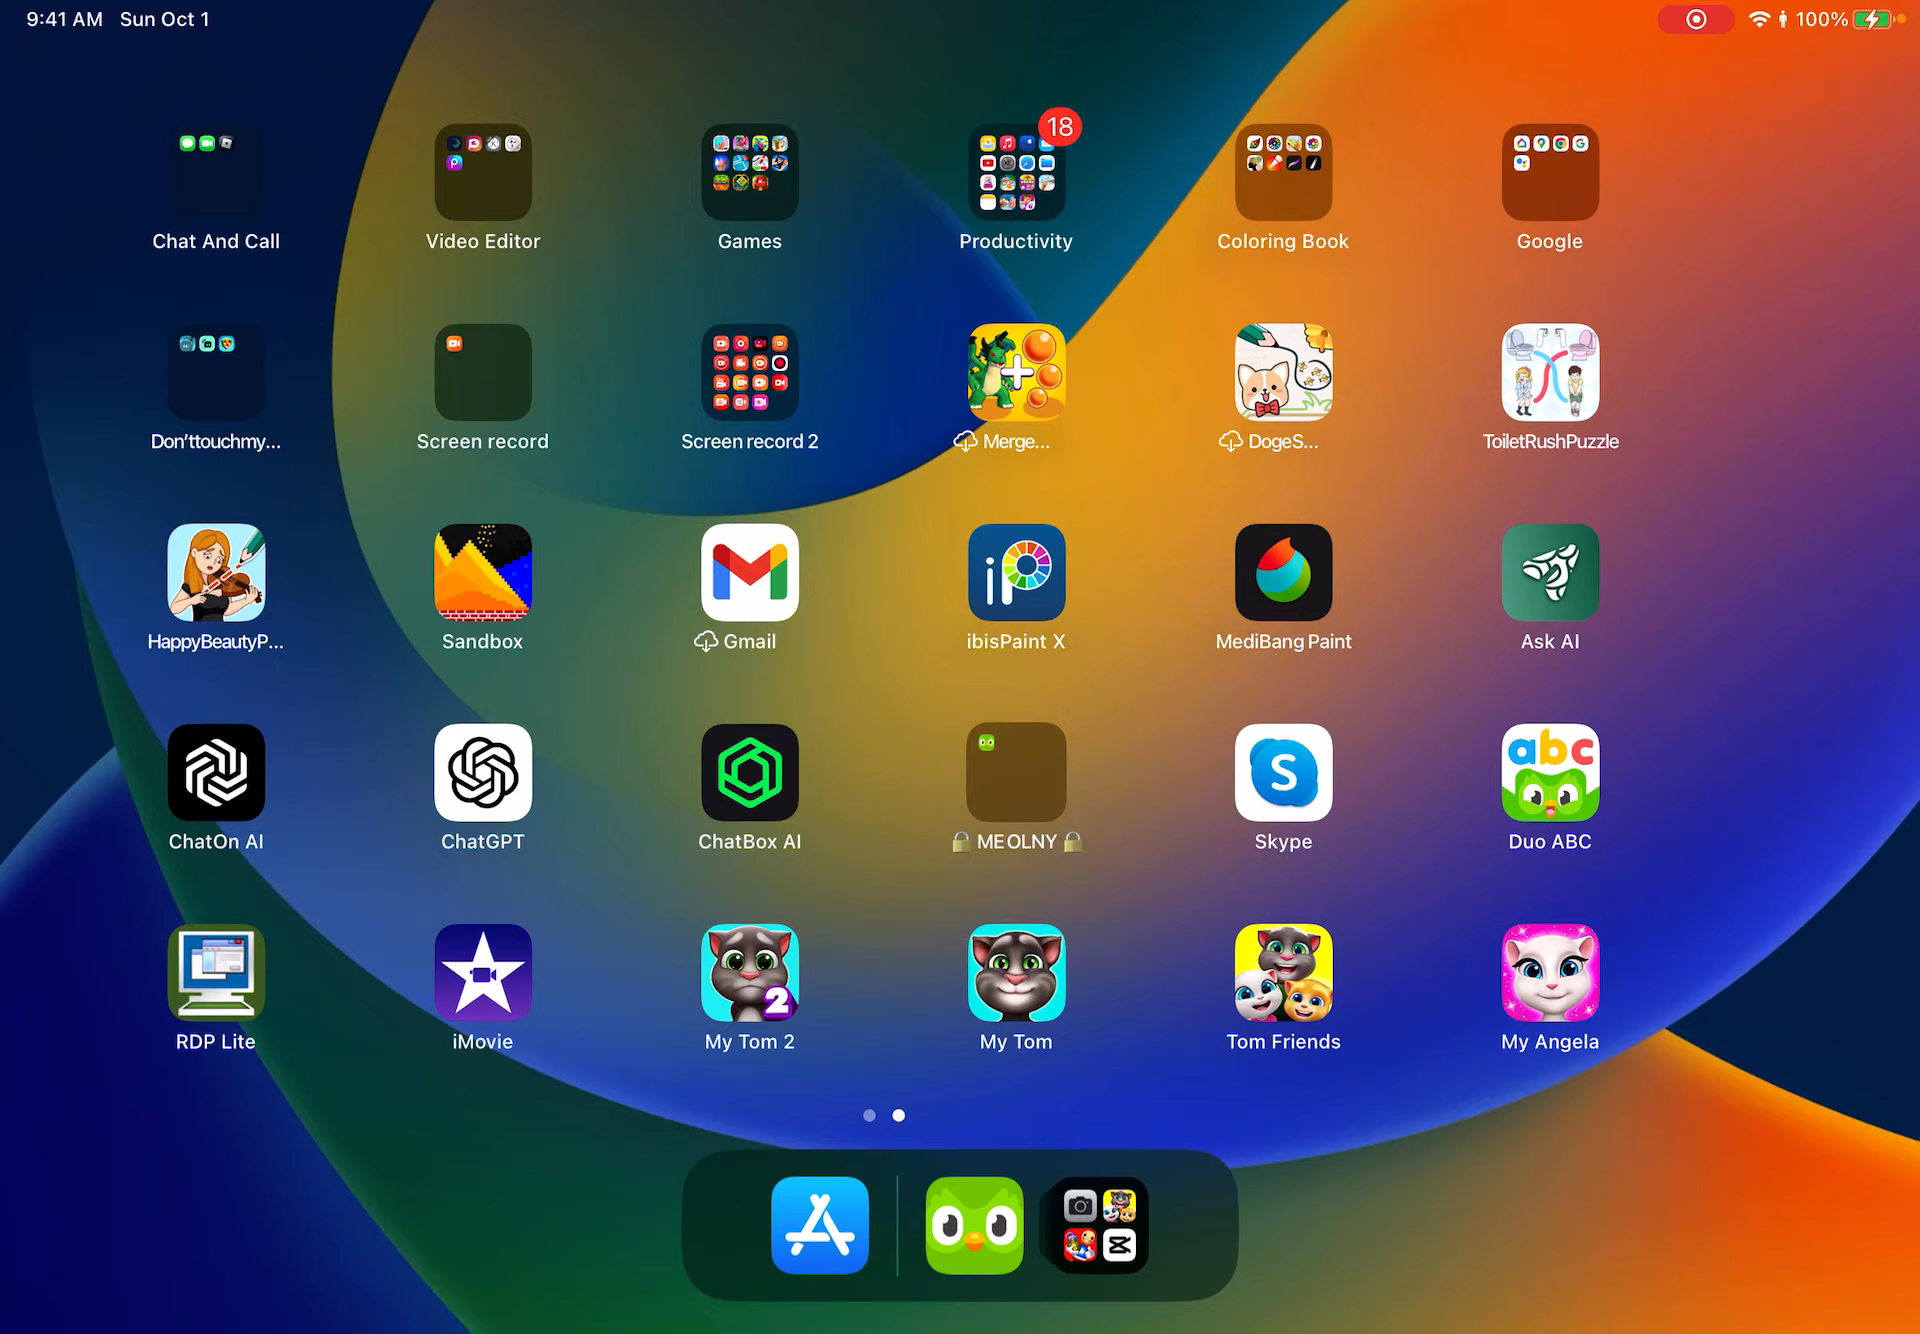 9:41 AM Sun Oct 1
100%
18
Chat And Call
Video Editor
Games
Productivity
Coloring Book
Google
Don'ttouchmy...
Screen record
Screen record 2
Merge...
DogeS...
ToiletRushPuzzle
HappyBeautyP...
Sandbox
Gmail
iP
ibisPaint X
MediBang Paint
Ask AI
S
abc
ChatOn AI
ChatGPT
ChatBox AI
🔒 ME OLNY 🔒
Skype
Duo ABC
2
RDP Lite
iMovie
My Tom 2
My Tom
Tom Friends
My Angela